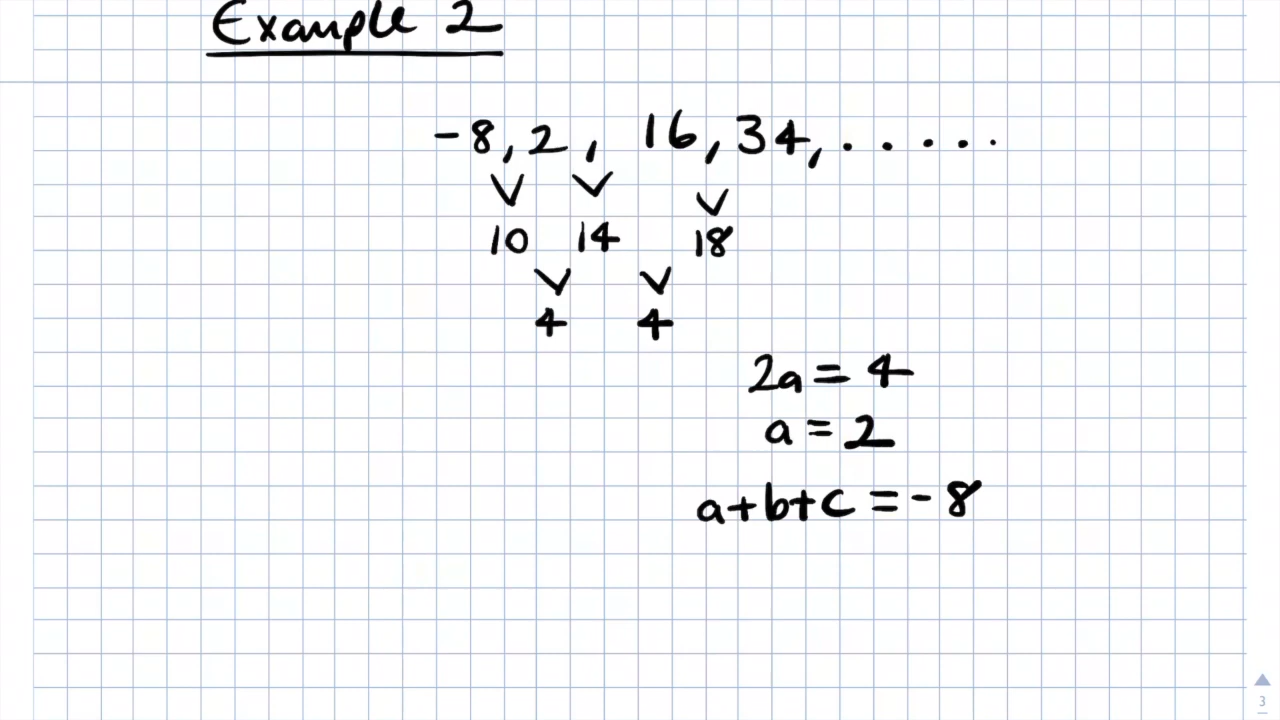 Example 2
-8, 2, 16, 34, .....
10 14 18
4 4
2a = 4
a = 2
a+b+c = -8
3